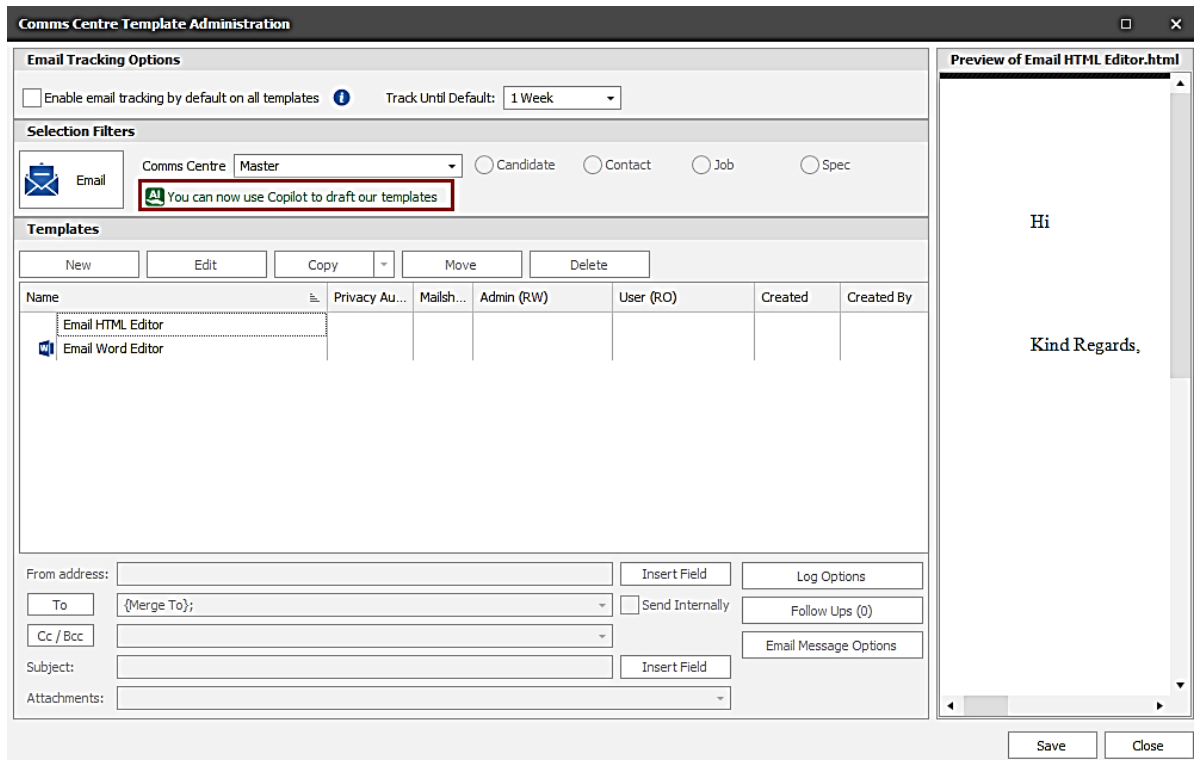 Comms Centre Template Administration
Email Tracking Options
Enable email tracking by default on all templates
Track Until Default: 1 Week
Selection Filters
Email
Comms Centre Master
Candidate Contact Job Spec
AI You can now use Copilot to draft our templates
Templates
New Edit Copy Move Delete
Name Privacy Au... Mailsh... Admin (RW) User (RO) Created Created By
Email HTML Editor
Email Word Editor
From address: Insert Field Log Options
To {Merge To}; Send Internally Follow Ups (0)
Cc / Bcc Email Message Options
Subject: Insert Field
Attachments:
Preview of Email HTML Editor.html
Hi
Kind Regards,
Save Close